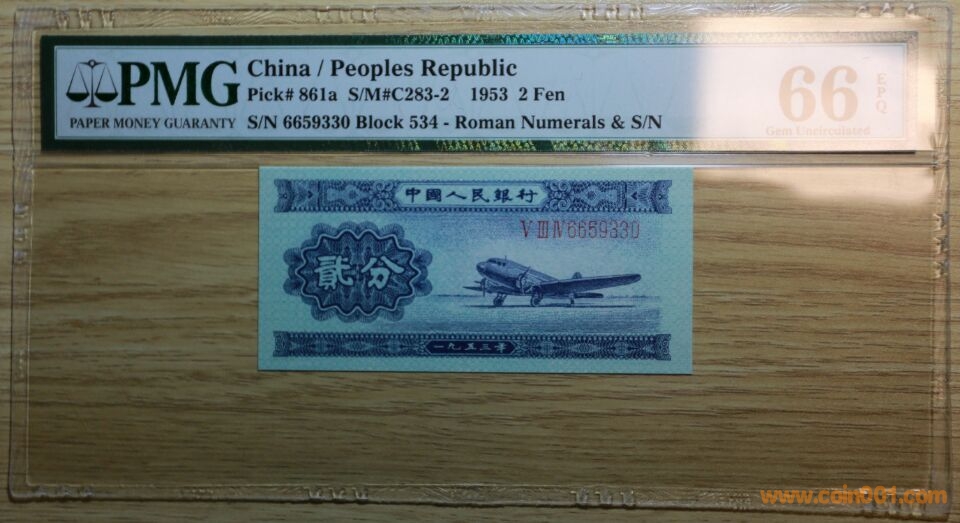 PMG
PAPER MONEY GUARANTY
China / Peoples Republic
Pick# 861a S/M#C283-2 1953 2 Fen
S/N 6659330 Block 534 - Roman Numerals & S/N
66
EPQ
Gem Uncirculated
中國人民銀行
V III IV 6659330
貳分
一九五三年
www.coin001.com